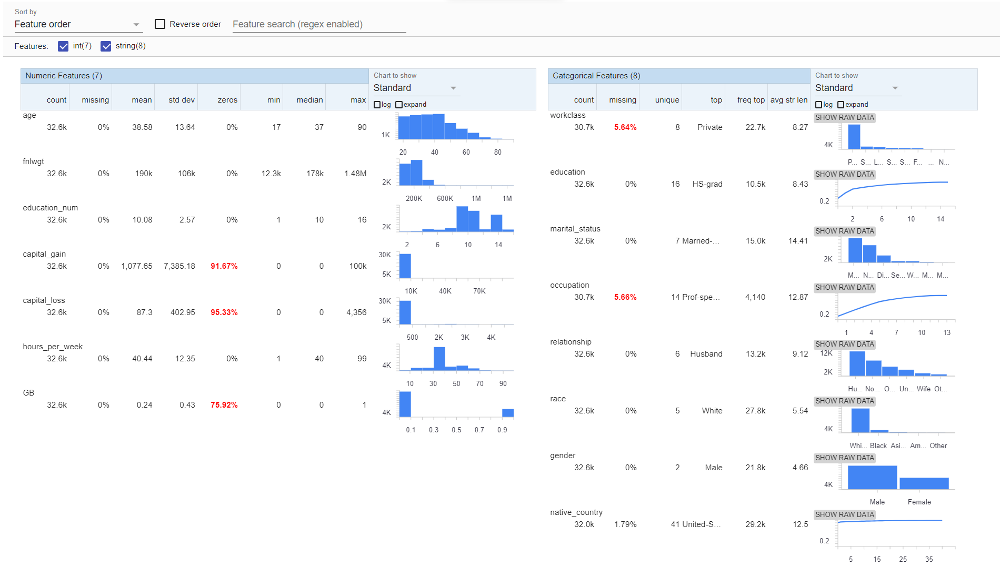 Sort by
Feature order
Reverse order
Feature search (regex enabled)
Features: int(7) string(8)
Numeric Features (7)
Chart to show
Standard
log expand
count missing mean std dev zeros min median max
age
32.6k 0% 38.58 13.64 0% 17 37 90
1K
20 40 60 80
fnlwgt
32.6k 0% 190k 106k 0% 12.3k 178k 1.48M
2K
200K 600K 1M 1M
education_num
32.6k 0% 10.08 2.57 0% 1 10 16
2K
2 6 10 14
capital_gain
32.6k 0% 1,077.65 7,385.18 91.67% 0 0 100k
30K
5K
10K 40K 70K
capital_loss
32.6k 0% 87.3 402.95 95.33% 0 0 4,356
30K
5K
500 2K 3K 4K
hours_per_week
32.6k 0% 40.44 12.35 0% 1 40 99
4K
10 30 50 70 90
GB
32.6k 0% 0.24 0.43 75.92% 0 0 1
4K
0.1 0.3 0.5 0.7 0.9
Categorical Features (8)
Chart to show
Standard
log expand
count missing unique top freq top avg str len
workclass
30.7k 5.64% 8 Private 22.7k 8.27
SHOW RAW DATA
4K
P... S... L... S... S... F... ... N...
education
32.6k 0% 16 HS-grad 10.5k 8.43
SHOW RAW DATA
0.2
2 6 10 14
marital_status
32.6k 0% 7 Married-... 15.0k 14.41
SHOW RAW DATA
2K
M... N... Di... Se... W... M... M...
occupation
30.7k 5.66% 14 Prof-spe... 4,140 12.87
SHOW RAW DATA
0.2
1 4 7 10 13
relationship
32.6k 0% 6 Husband 13.2k 9.12
SHOW RAW DATA
12K
2K
Hu... No... O... Un... Wife Ot...
race
32.6k 0% 5 White 27.8k 5.54
SHOW RAW DATA
4K
Whi... Black Asi... Am... Other
gender
32.6k 0% 2 Male 21.8k 4.66
SHOW RAW DATA
4K
Male Female
native_country
32.0k 1.79% 41 United-S... 29.2k 12.5
SHOW RAW DATA
0.2
5 15 25 35